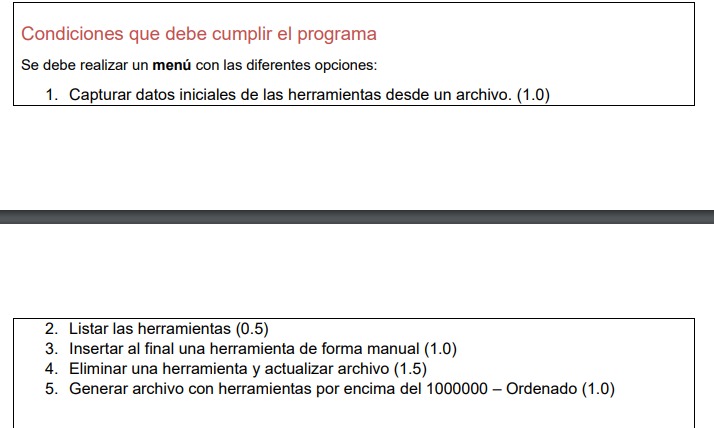 Condiciones que debe cumplir el programa
Se debe realizar un menú con las diferentes opciones:
1. Capturar datos iniciales de las herramientas desde un archivo. (1.0)
2. Listar las herramientas (0.5)
3. Insertar al final una herramienta de forma manual (1.0)
4. Eliminar una herramienta y actualizar archivo (1.5)
5. Generar archivo con herramientas por encima del 1000000 – Ordenado (1.0)